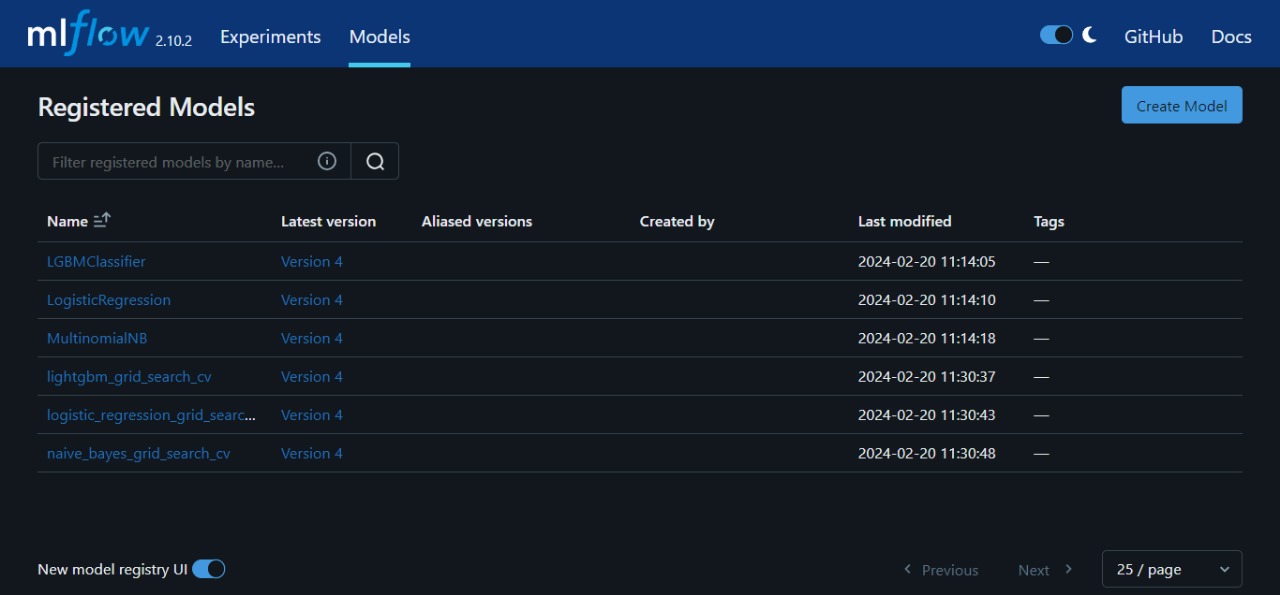 mlflow 2.10.2 Experiments Models GitHub Docs
Registered Models Create Model
Filter registered models by name...
Name Latest version Aliased versions Created by Last modified Tags
LGBMClassifier Version 4 2024-02-20 11:14:05 —
LogisticRegression Version 4 2024-02-20 11:14:10 —
MultinomialNB Version 4 2024-02-20 11:14:18 —
lightgbm_grid_search_cv Version 4 2024-02-20 11:30:37 —
logistic_regression_grid_searc... Version 4 2024-02-20 11:30:43 —
naive_bayes_grid_search_cv Version 4 2024-02-20 11:30:48 —
New model registry UI Previous Next 25 / page